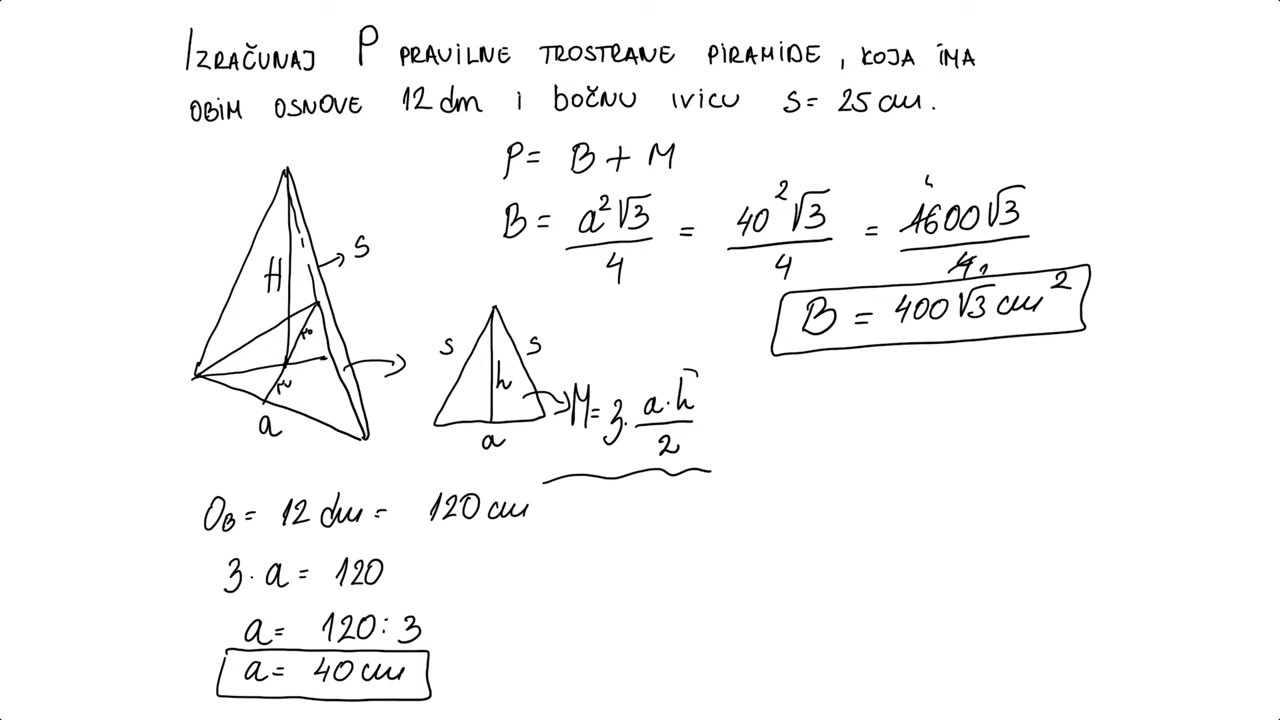 IZRAČUNAJ P PRAVILNE TROSTRANE PIRAMIDE, KOJA IMA
OBIM OSNOVE 12 dm I BOČNU IVICU S = 25 cm.
P = B + M
B = a²√3/4 = 40²√3/4 = 1600√3/4
B = 400√3 cm²
H
S
a
s
s
h
a
M = 3 · a·h/2
O_B = 12 dm = 120 cm
3 · a = 120
a = 120 : 3
a = 40 cm